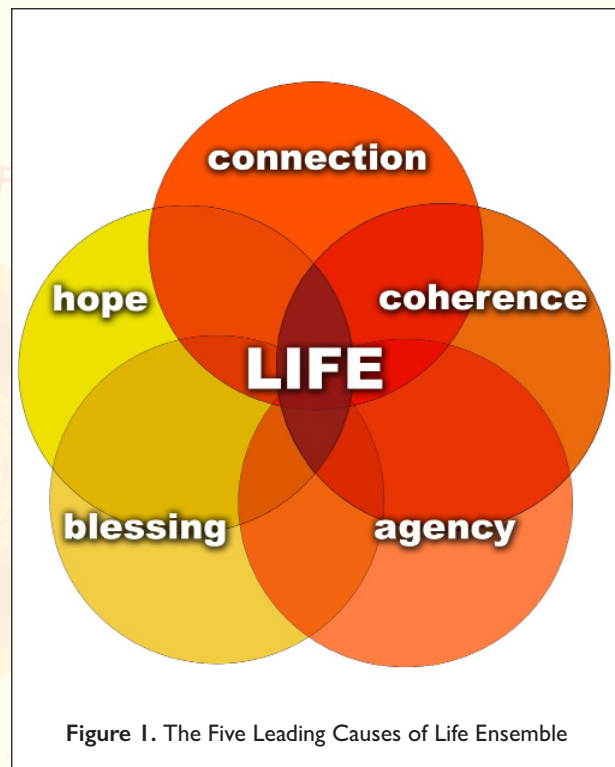 connection
hope
coherence
LIFE
blessing
agency
Figure 1. The Five Leading Causes of Life Ensemble